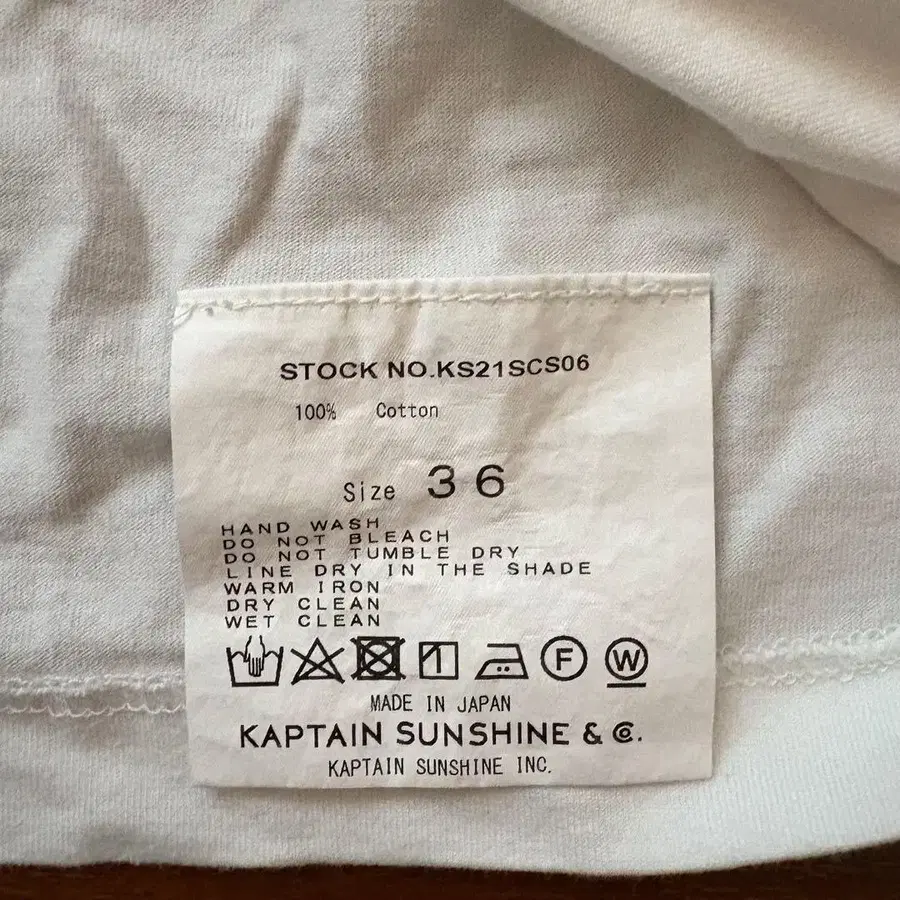 STOCK NO.KS21SCS06
100% Cotton
Size 36
HAND WASH
DO NOT BLEACH
DO NOT TUMBLE DRY
LINE DRY IN THE SHADE
WARM IRON
DRY CLEAN
WET CLEAN
F W
MADE IN JAPAN
KAPTAIN SUNSHINE & Co.
KAPTAIN SUNSHINE INC.